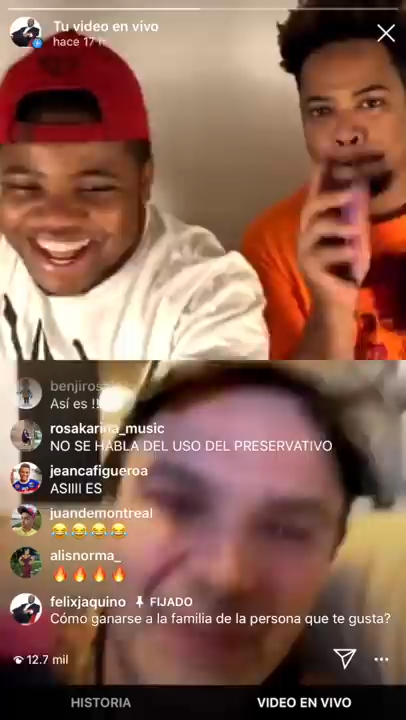 Tu video en vivo
hace 17 h
benjiros
Así es !!
rosakarina_music
NO SE HABLA DEL USO DEL PRESERVATIVO
jeancafigueroa
ASIIII ES
juandemontreal
😂😂😂😂
alisnorma_
🔥🔥🔥🔥
felixjaquino FIJADO
Cómo ganarse a la familia de la persona que te gusta?
12.7 mil
HISTORIA
VIDEO EN VIVO